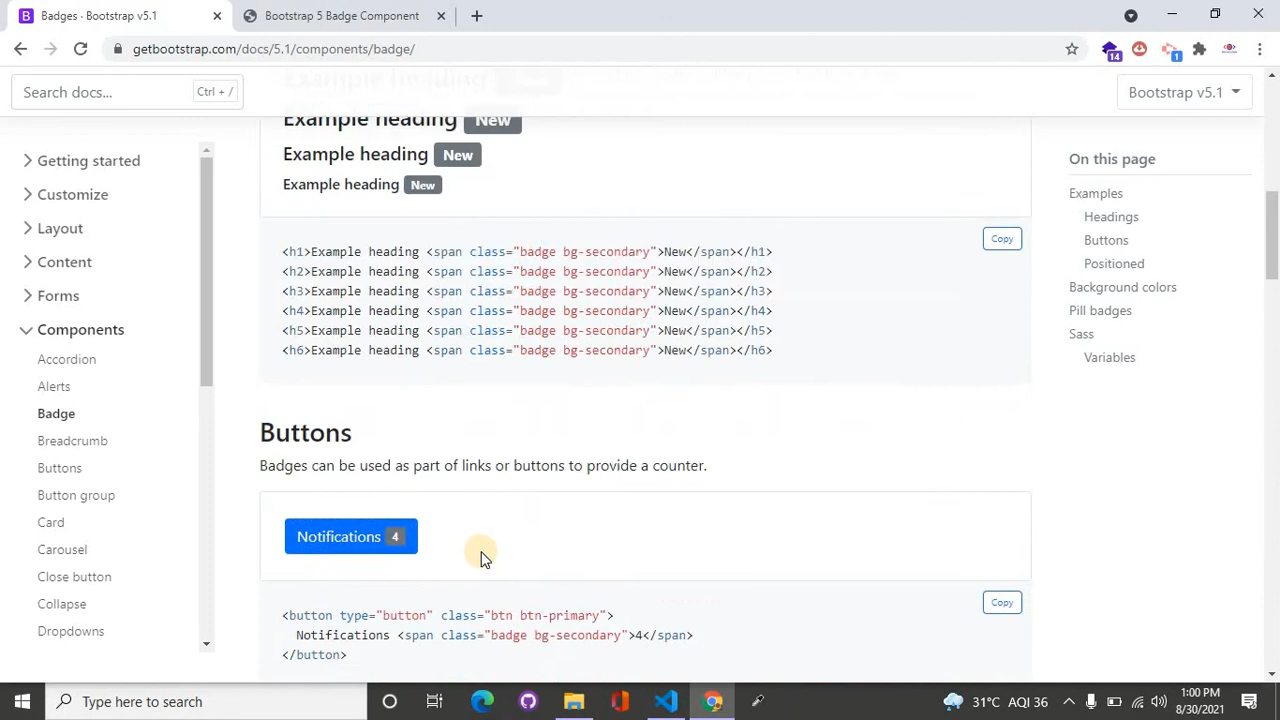 Badges · Bootstrap v5.1
Bootstrap 5 Badge Component
getbootstrap.com/docs/5.1/components/badge/
14
1
Search docs...
Ctrl + /
Bootstrap v5.1
Getting started
Customize
Layout
Content
Forms
Components
Accordion
Alerts
Badge
Breadcrumb
Buttons
Button group
Card
Carousel
Close button
Collapse
Dropdowns
Example heading
Example heading New
Example heading New
Example heading New
Copy
<h1>Example heading <span class="badge bg-secondary">New</span></h1>
<h2>Example heading <span class="badge bg-secondary">New</span></h2>
<h3>Example heading <span class="badge bg-secondary">New</span></h3>
<h4>Example heading <span class="badge bg-secondary">New</span></h4>
<h5>Example heading <span class="badge bg-secondary">New</span></h5>
<h6>Example heading <span class="badge bg-secondary">New</span></h6>
Buttons
Badges can be used as part of links or buttons to provide a counter.
Notifications 4
Copy
<button type="button" class="btn btn-primary">
Notifications <span class="badge bg-secondary">4</span>
</button>
On this page
Examples
Headings
Buttons
Positioned
Background colors
Pill badges
Sass
Variables
Type here to search
31°C AQI 36
1:00 PM
8/30/2021